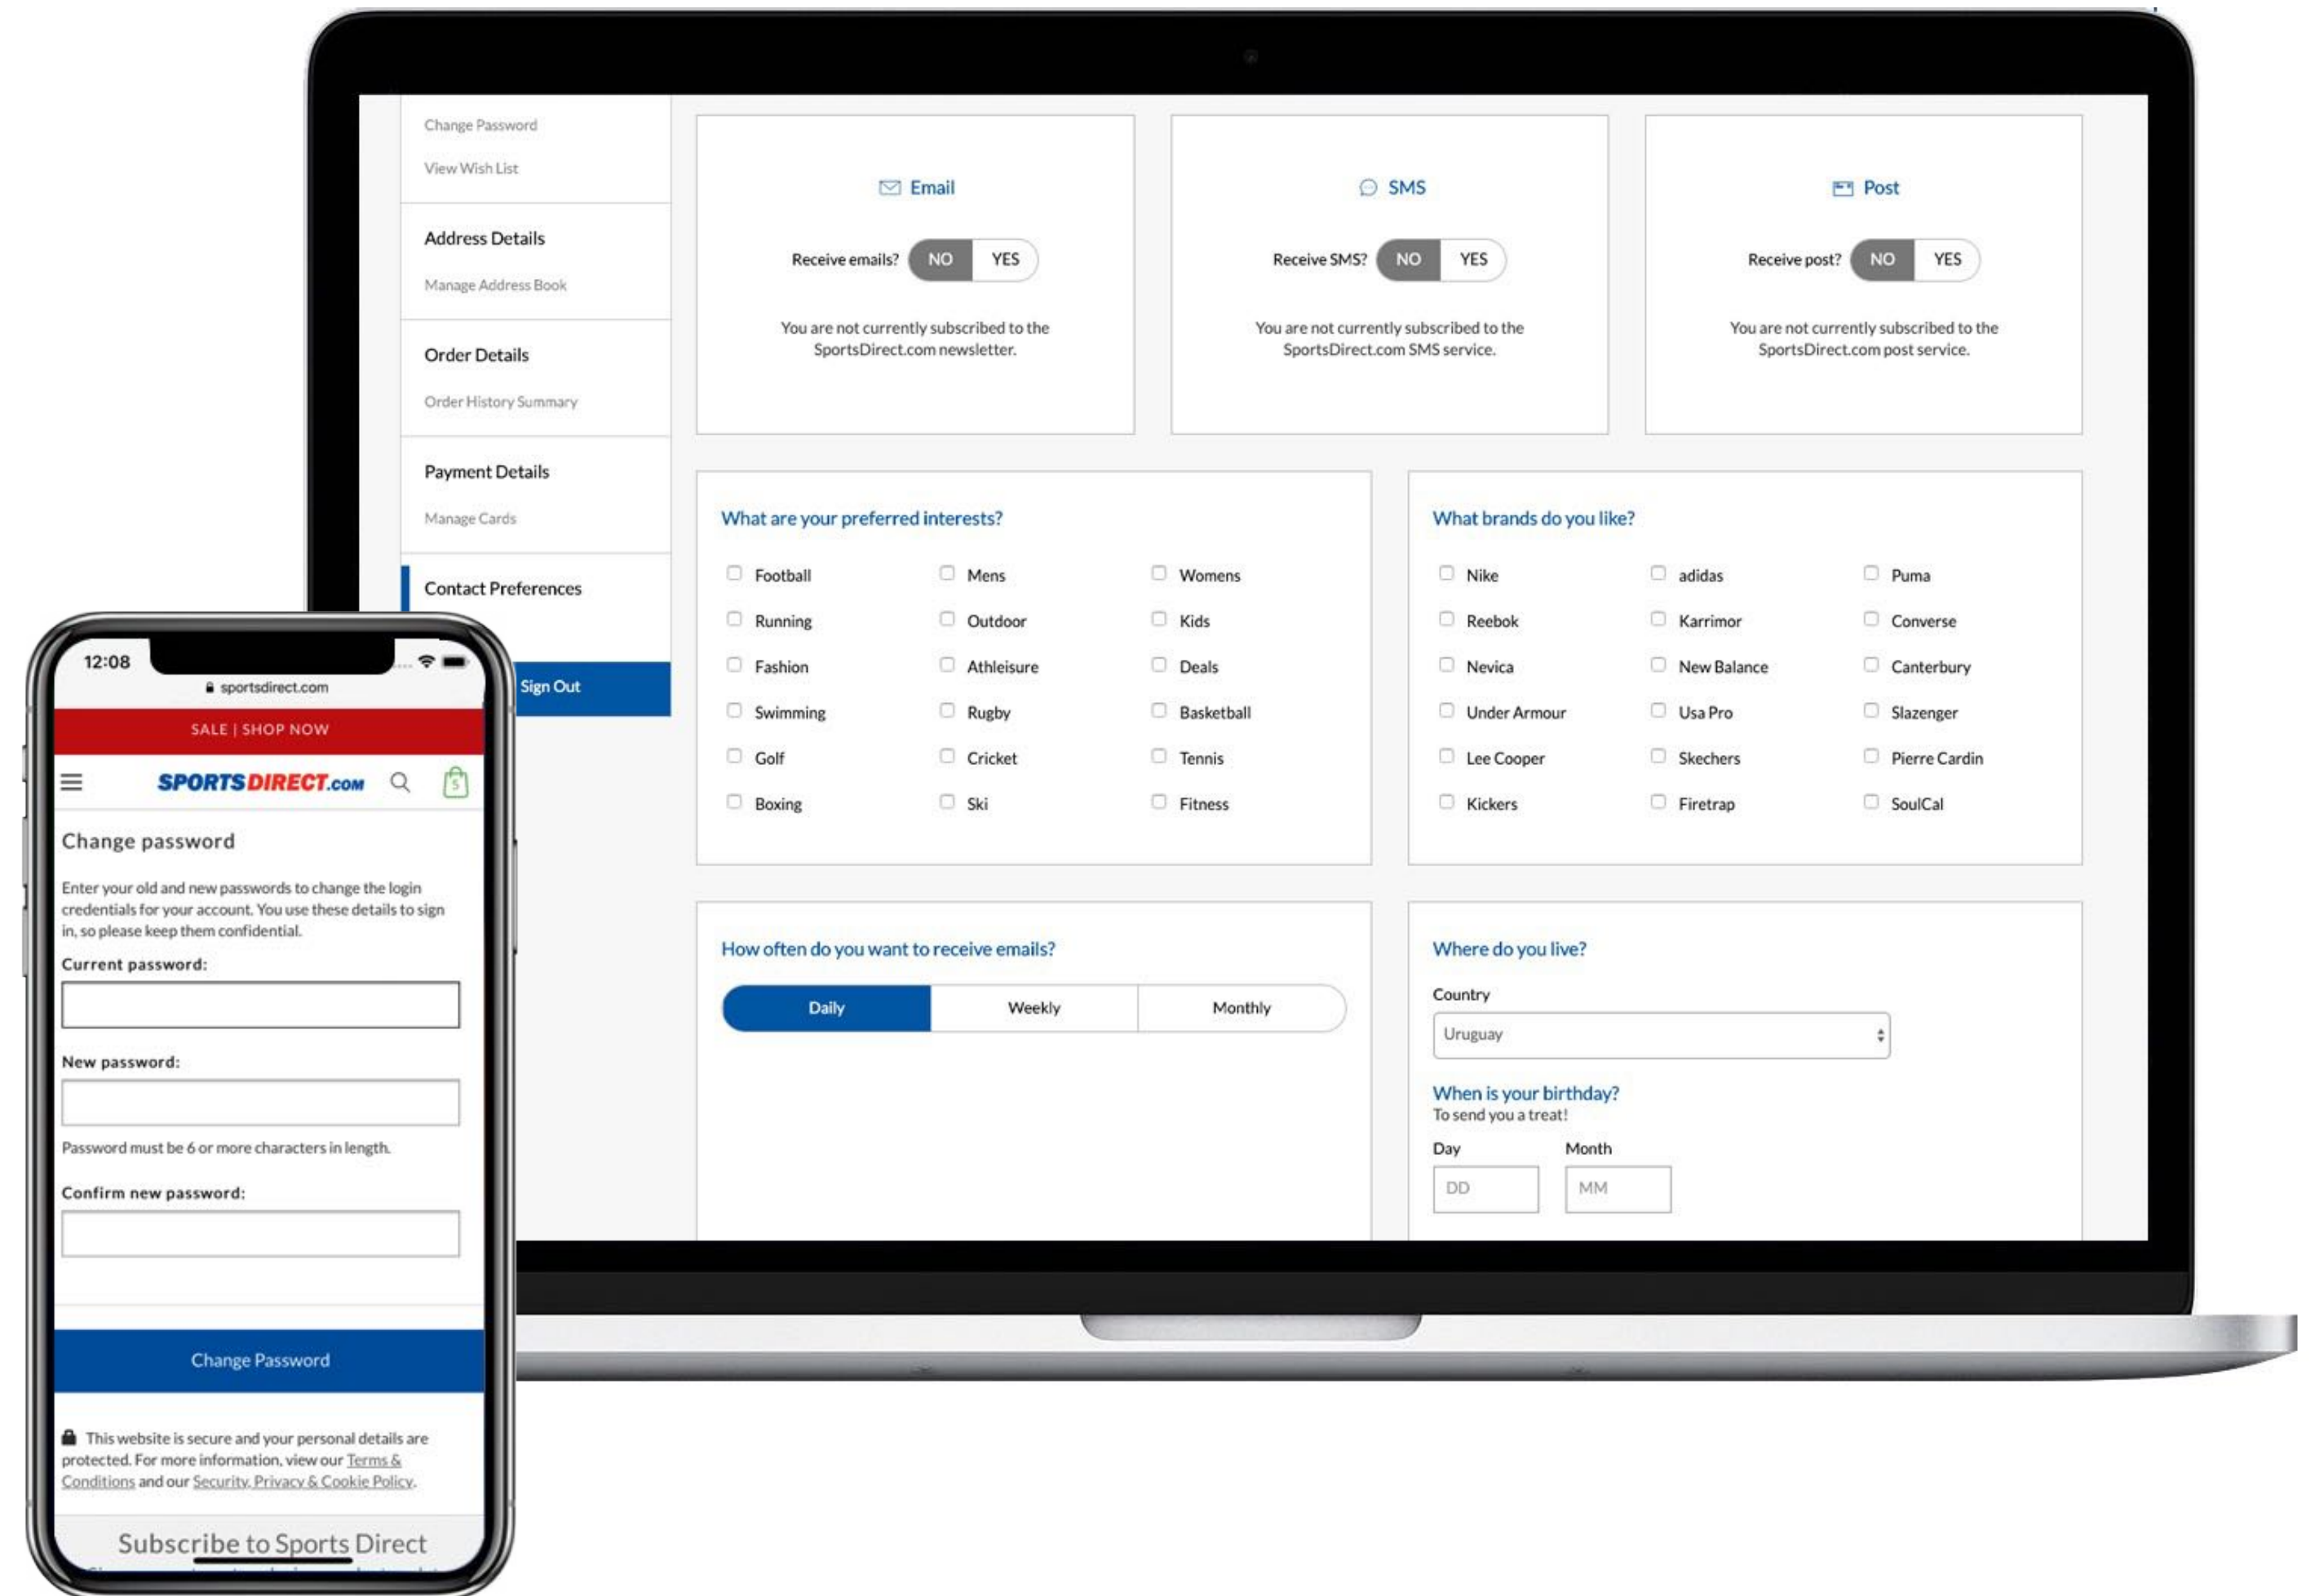 Change Password
View Wish List
Address Details
Manage Address Book
Order Details
Order History Summary
Payment Details
Manage Cards
Contact Preferences
Sign Out
Email
Receive emails? NO YES
You are not currently subscribed to the
SportsDirect.com newsletter.
SMS
Receive SMS? NO YES
You are not currently subscribed to the
SportsDirect.com SMS service.
Post
Receive post? NO YES
You are not currently subscribed to the
SportsDirect.com post service.
What are your preferred interests?
Football Mens Womens
Running Outdoor Kids
Fashion Athleisure Deals
Swimming Rugby Basketball
Golf Cricket Tennis
Boxing Ski Fitness
What brands do you like?
Nike adidas Puma
Reebok Karrimor Converse
Nevica New Balance Canterbury
Under Armour Usa Pro Slazenger
Lee Cooper Skechers Pierre Cardin
Kickers Firetrap SoulCal
How often do you want to receive emails?
Daily Weekly Monthly
Where do you live?
Country
Uruguay
When is your birthday?
To send you a treat!
Day Month
DD MM
12:08
sportsdirect.com
SALE | SHOP NOW
SPORTSDIRECT.COM
5
Change password
Enter your old and new passwords to change the login
credentials for your account. You use these details to sign
in, so please keep them confidential.
Current password:
New password:
Password must be 6 or more characters in length.
Confirm new password:
Change Password
This website is secure and your personal details are
protected. For more information, view our Terms &
Conditions and our Security, Privacy & Cookie Policy.
Subscribe to Sports Direct